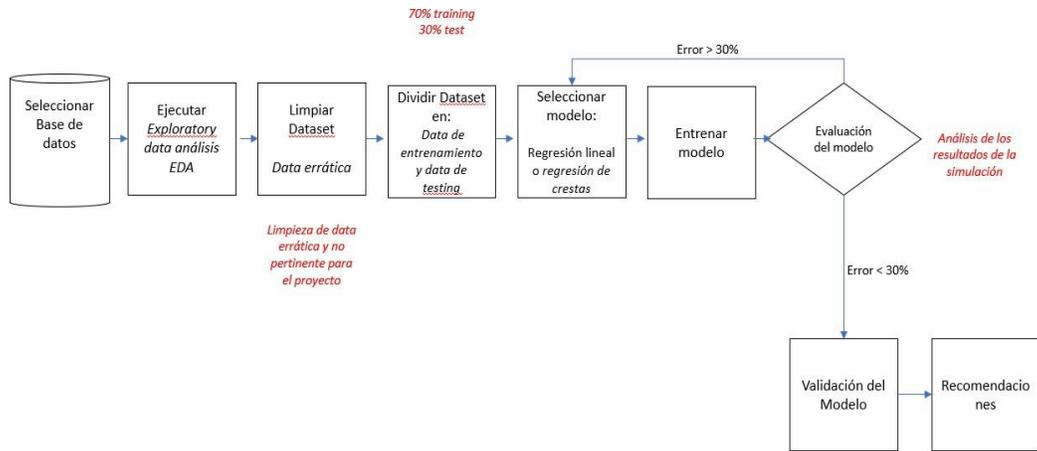 70% training
30% test
Error > 30%
Seleccionar
Base de
datos
Ejecutar
Exploratory
data análisis
EDA
Limpiar
Dataset
Data errática
Dividir Dataset
en:
Data de
entrenamiento
y data de
testing
Seleccionar
modelo:
Regresión lineal
o regresión de
crestas
Entrenar
modelo
Evaluación
del modelo
Análisis de los
resultados de la
simulación
Limpieza de data
errática y no
pertinente para
el proyecto
Error < 30%
Validación del
Modelo
Recomendacio
nes